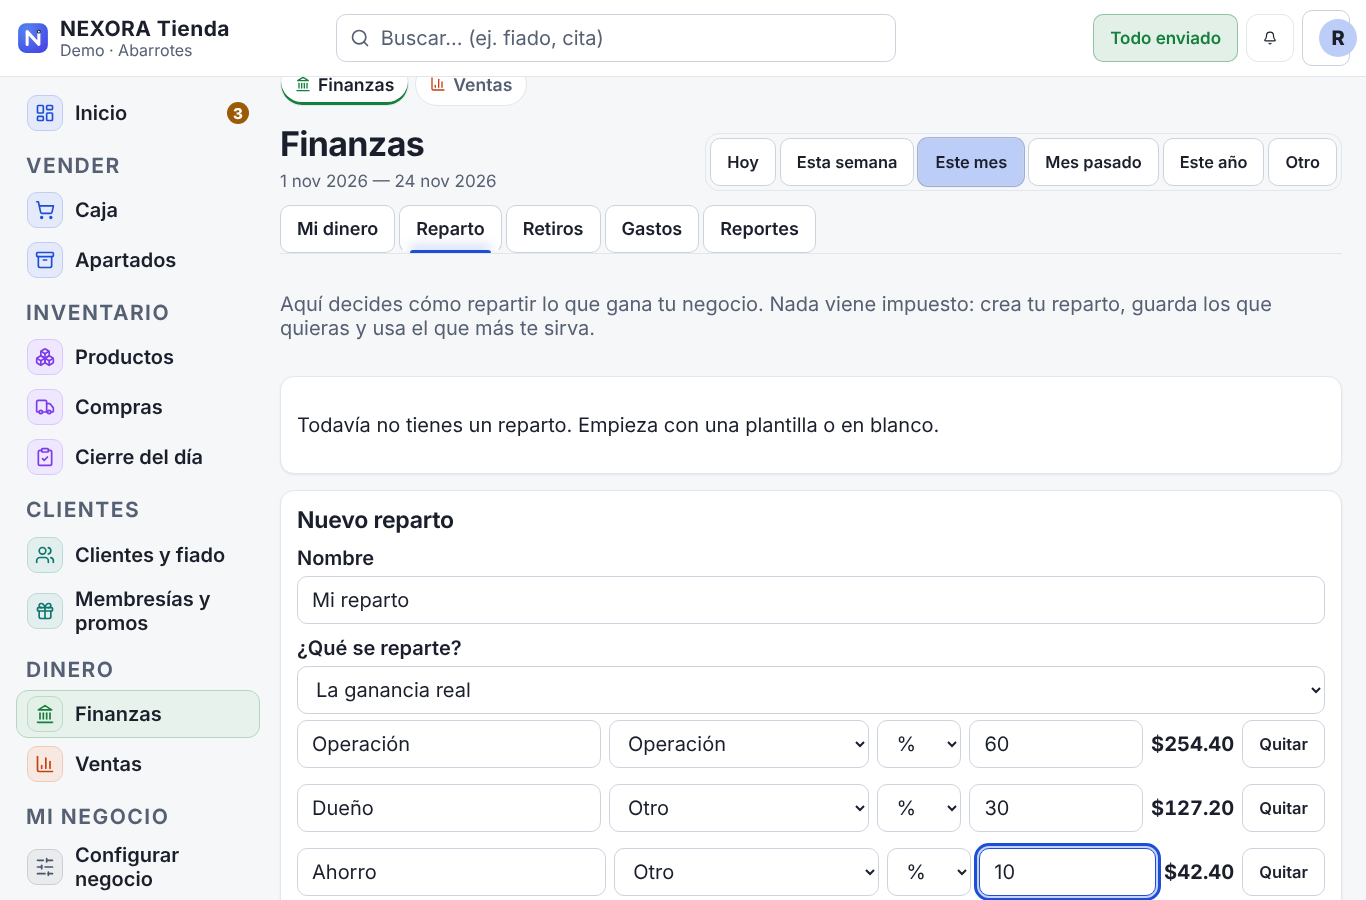 NEXORA Tienda
Demo · Abarrotes
Buscar... (ej. fiado, cita)
Todo enviado
R
Inicio
3
VENDER
Caja
Apartados
INVENTARIO
Productos
Compras
Cierre del día
CLIENTES
Clientes y fiado
Membresías y
promos
DINERO
Finanzas
Ventas
MI NEGOCIO
Configurar
negocio
Finanzas
Ventas
Finanzas
1 nov 2026 — 24 nov 2026
Hoy
Esta semana
Este mes
Mes pasado
Este año
Otro
Mi dinero
Reparto
Retiros
Gastos
Reportes
Aquí decides cómo repartir lo que gana tu negocio. Nada viene impuesto: crea tu reparto, guarda los que
quieras y usa el que más te sirva.
Todavía no tienes un reparto. Empieza con una plantilla o en blanco.
Nuevo reparto
Nombre
Mi reparto
¿Qué se reparte?
La ganancia real
Operación Operación % 60 $254.40 Quitar
Dueño Otro % 30 $127.20 Quitar
Ahorro Otro % 10 $42.40 Quitar